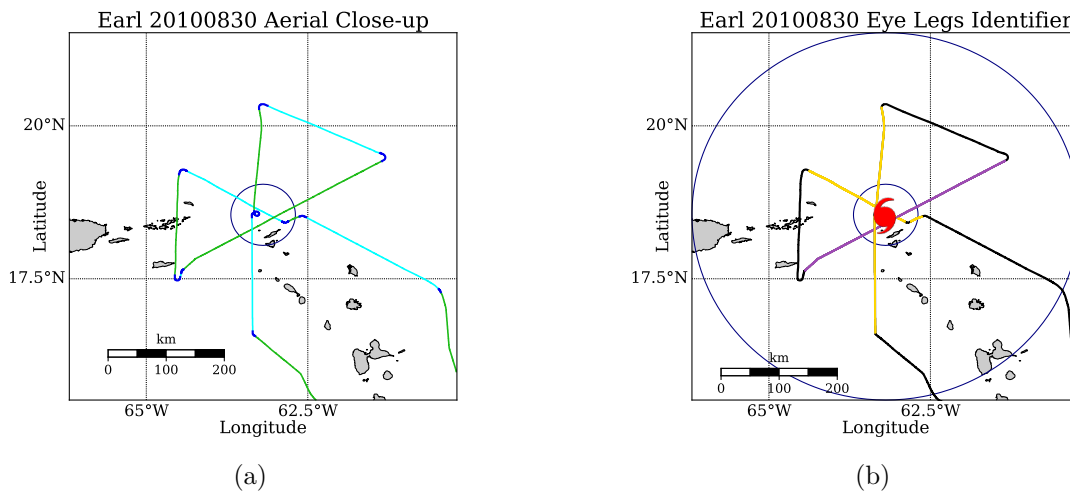 Earl 20100830 Aerial Close-up
Earl 20100830 Eye Legs Identifier
20°N
17.5°N
Latitude
km
0 100 200
65°W 62.5°W
Longitude
20°N
17.5°N
Latitude
km
0 100 200
65°W 62.5°W
Longitude
(a)
(b)